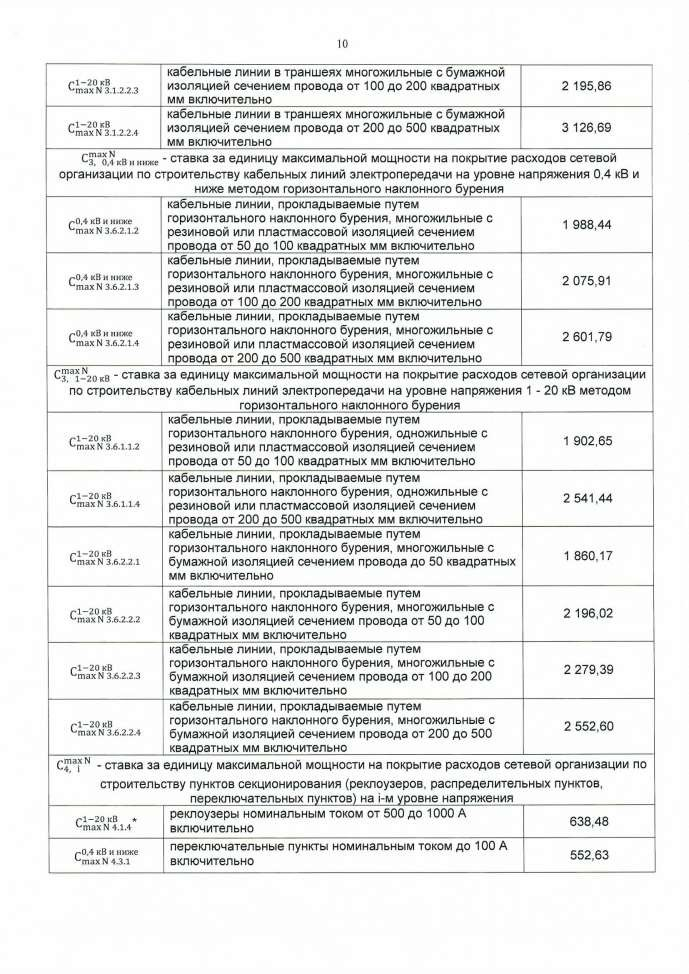 10
C 1−20 кВ max N 3.1.2.2.3
кабельные линии в траншеях многожильные с бумажной
изоляцией сечением провода от 100 до 200 квадратных
мм включительно
2 195,86
C 1−20 кВ max N 3.1.2.2.4
кабельные линии в траншеях многожильные с бумажной
изоляцией сечением провода от 200 до 500 квадратных
мм включительно
3 126,69
C max N 3, 0,4 кВ и ниже - ставка за единицу максимальной мощности на покрытие расходов сетевой
организации по строительству кабельных линий электропередачи на уровне напряжения 0,4 кВ и
ниже методом горизонтального наклонного бурения
C 0,4 кВ и ниже max N 3.6.2.1.2
кабельные линии, прокладываемые путем
горизонтального наклонного бурения, многожильные с
резиновой или пластмассовой изоляцией сечением
провода от 50 до 100 квадратных мм включительно
1 988,44
C 0,4 кВ и ниже max N 3.6.2.1.3
кабельные линии, прокладываемые путем
горизонтального наклонного бурения, многожильные с
резиновой или пластмассовой изоляцией сечением
провода от 100 до 200 квадратных мм включительно
2 075,91
C 0,4 кВ и ниже max N 3.6.2.1.4
кабельные линии, прокладываемые путем
горизонтального наклонного бурения, многожильные с
резиновой или пластмассовой изоляцией сечением
провода от 200 до 500 квадратных мм включительно
2 601,79
C max N 3, 1−20 кВ - ставка за единицу максимальной мощности на покрытие расходов сетевой организации
по строительству кабельных линий электропередачи на уровне напряжения 1 - 20 кВ методом
горизонтального наклонного бурения
C 1−20 кВ max N 3.6.1.1.2
кабельные линии, прокладываемые путем
горизонтального наклонного бурения, одножильные с
резиновой или пластмассовой изоляцией сечением
провода от 50 до 100 квадратных мм включительно
1 902,65
C 1−20 кВ max N 3.6.1.1.4
кабельные линии, прокладываемые путем
горизонтального наклонного бурения, одножильные с
резиновой или пластмассовой изоляцией сечением
провода от 200 до 500 квадратных мм включительно
2 541,44
C 1−20 кВ max N 3.6.2.2.1
кабельные линии, прокладываемые путем
горизонтального наклонного бурения, многожильные с
бумажной изоляцией сечением провода до 50 квадратных
мм включительно
1 860,17
C 1−20 кВ max N 3.6.2.2.2
кабельные линии, прокладываемые путем
горизонтального наклонного бурения, многожильные с
бумажной изоляцией сечением провода от 50 до 100
квадратных мм включительно
2 196,02
C 1−20 кВ max N 3.6.2.2.3
кабельные линии, прокладываемые путем
горизонтального наклонного бурения, многожильные с
бумажной изоляцией сечением провода от 100 до 200
квадратных мм включительно
2 279,39
C 1−20 кВ max N 3.6.2.2.4
кабельные линии, прокладываемые путем
горизонтального наклонного бурения, многожильные с
бумажной изоляцией сечением провода от 200 до 500
квадратных мм включительно
2 552,60
C max N 4, i - ставка за единицу максимальной мощности на покрытие расходов сетевой организации по
строительству пунктов секционирования (реклоузеров, распределительных пунктов,
переключательных пунктов) на i-м уровне напряжения
C 1−20 кВ max N 4.1.4 *
реклоузеры номинальным током от 500 до 1000 А
включительно
638,48
C 0,4 кВ и ниже max N 4.3.1
переключательные пункты номинальным током до 100 А
включительно
552,63